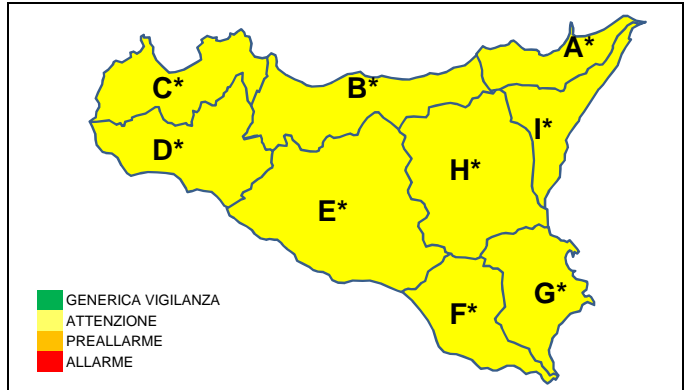 A*
C*
B*
I*
D*
H*
E*
G*
F*
GENERICA VIGILANZA
ATTENZIONE
PREALLARME
ALLARME